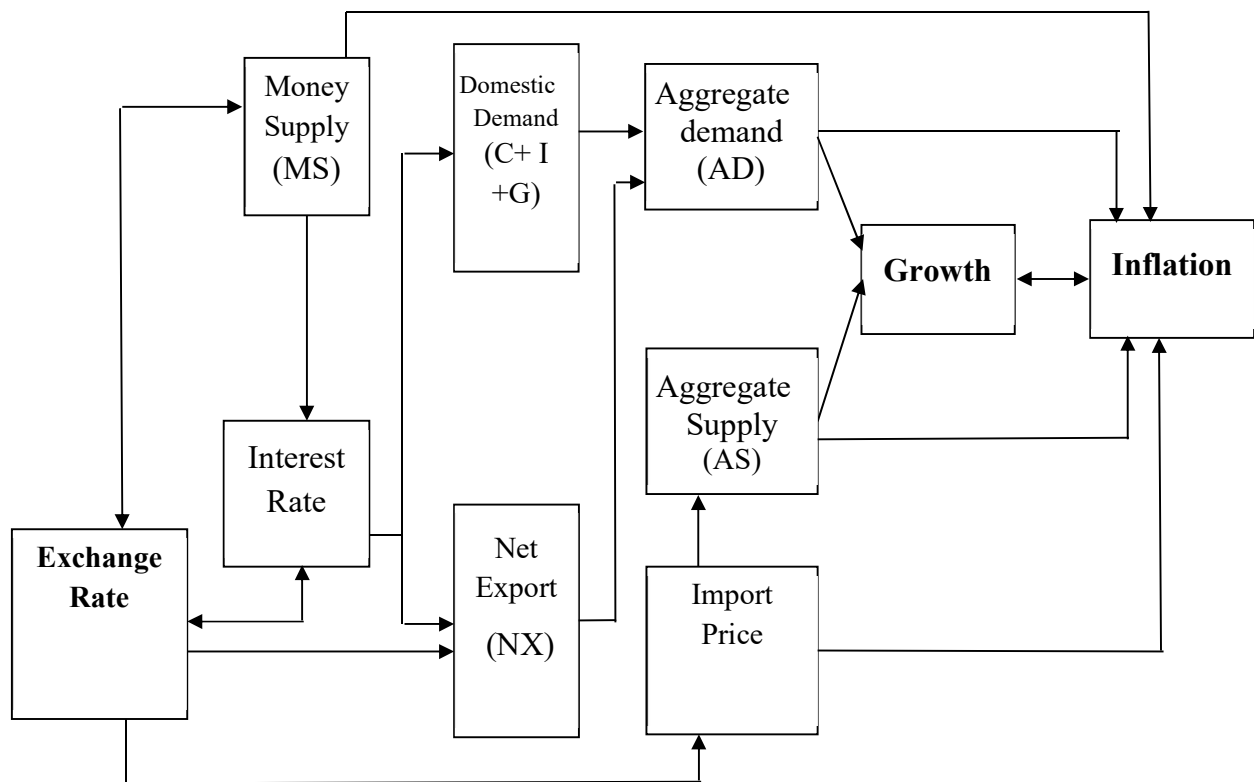 Money
Supply
(MS)
Domestic
Demand
(C+ I
+G)
Aggregate
demand
(AD)
Growth
Inflation
Interest
Rate
Aggregate
Supply
(AS)
Exchange
Rate
Net
Export
(NX)
Import
Price